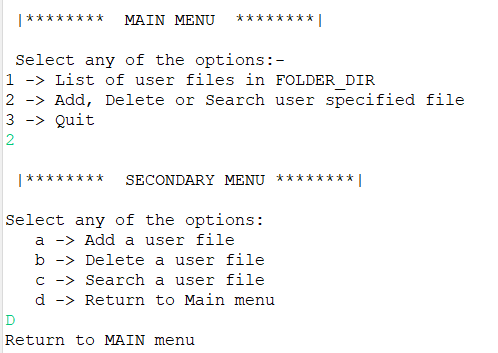 |******** MAIN MENU ********|
Select any of the options:-
1 -> List of user files in FOLDER_DIR
2 -> Add, Delete or Search user specified file
3 -> Quit
2
|******** SECONDARY MENU ********|
Select any of the options:
a -> Add a user file
b -> Delete a user file
c -> Search a user file
d -> Return to Main menu
D
Return to MAIN menu